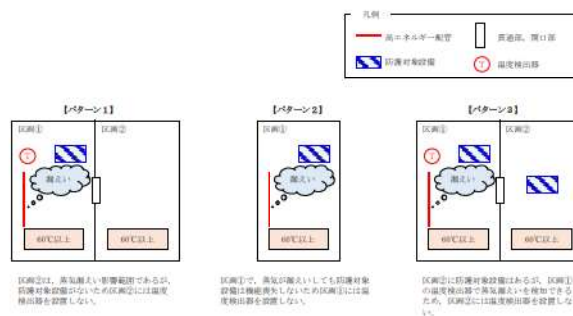 凡例
高エネルギー配管
貫通部，開口部
防護対象設備
温度検出器
T
【パターン1】
【パターン2】
【パターン3】
区画①
区画②
区画①
区画①
区画②
T
T
漏えい
漏えい
漏えい
60℃以上
60℃以上
60℃以上
60℃以上
60℃以上
区画②は，蒸気漏えい影響範囲であるが，
防護対象設備がないため区画②には温度
検出器を設置しない。
区画①で，蒸気が漏えいしても防護対象
設備は機能喪失しないため区画①には温
度検出器を設置しない。
区画②に防護対象設備はあるが，区画①
の温度検出器で蒸気漏えいを検知できる
ため，区画②には温度検出器を設置しな
い。